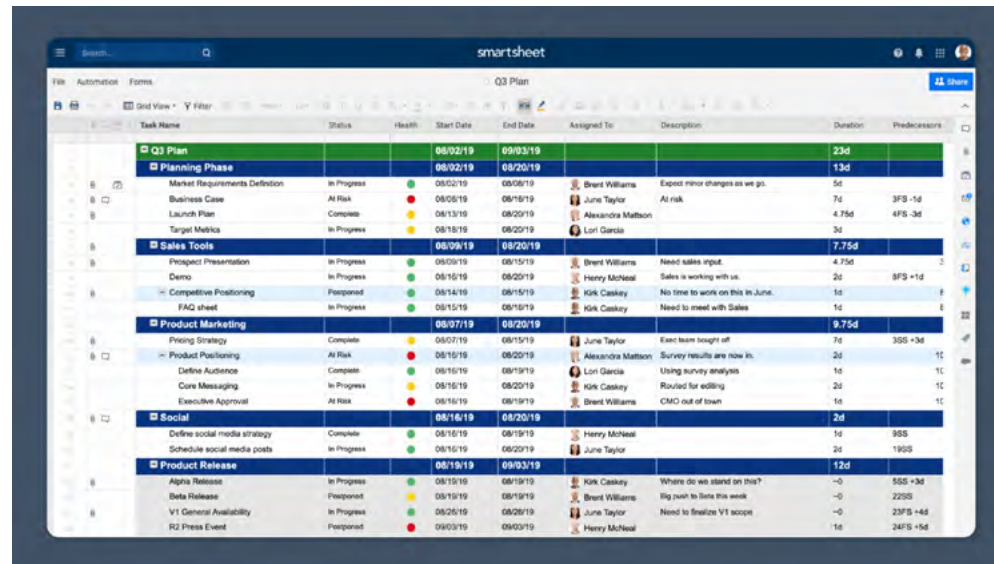 Search... smartsheet
File Automation Forms Q3 Plan Share
Grid View Filter
Task Name Status Health Start Date End Date Assigned To Description Duration Predecessors
Q3 Plan 08/02/19 09/03/19 23d
Planning Phase 08/02/19 08/20/19 13d
Market Requirements Definition In Progress 08/02/19 08/08/19 Brent Williams Expect minor changes as we go. 5d
Business Case At Risk 08/08/19 08/16/19 June Taylor At risk 7d 3FS -1d
Launch Plan Complete 08/13/19 08/20/19 Alexandra Mattson 4.75d 4FS -3d
Target Metrics In Progress 08/18/19 08/20/19 Lori Garcia 3d
Sales Tools 08/09/19 08/20/19 7.75d
Prospect Presentation In Progress 08/09/19 08/15/19 Brent Williams Need sales input. 4.75d
Demo In Progress 08/16/19 08/20/19 Henry McNeal Sales is working with us. 2d 8FS +1d
Competitive Positioning Postponed 08/14/19 08/15/19 Kirk Caskey No time to work on this in June. 1d
FAQ sheet In Progress 08/15/19 08/16/19 Kirk Caskey Need to meet with Sales 1d
Product Marketing 08/07/19 08/20/19 9.75d
Pricing Strategy Complete 08/07/19 08/15/19 June Taylor Exec team bought off 7d 3SS +3d
Product Positioning At Risk 08/16/19 08/20/19 Alexandra Mattson Survey results are now in. 2d
Define Audience Complete 08/16/19 08/19/19 Lori Garcia Using survey analysis 1d
Core Messaging In Progress 08/16/19 08/20/19 Kirk Caskey Routed for editing 2d
Executive Approval At Risk 08/16/19 08/19/19 Brent Williams CMO out of town 1d
Social 08/16/19 08/20/19 2d
Define social media strategy Complete 08/16/19 08/19/19 Henry McNeal 1d 9SS
Schedule social media posts In Progress 08/16/19 08/20/19 June Taylor 2d 19SS
Product Release 08/19/19 09/03/19 12d
Alpha Release In Progress 08/19/19 08/19/19 Kirk Caskey Where do we stand on this? ~0 5SS +3d
Beta Release Postponed 08/19/19 08/19/19 Brent Williams Big push to Beta this week ~0 22SS
V1 General Availability In Progress 08/26/19 08/26/19 June Taylor Need to finalize V1 scope ~0 23FS +4d
R2 Press Event Postponed 09/03/19 09/03/19 Henry McNeal 1d 24FS +5d